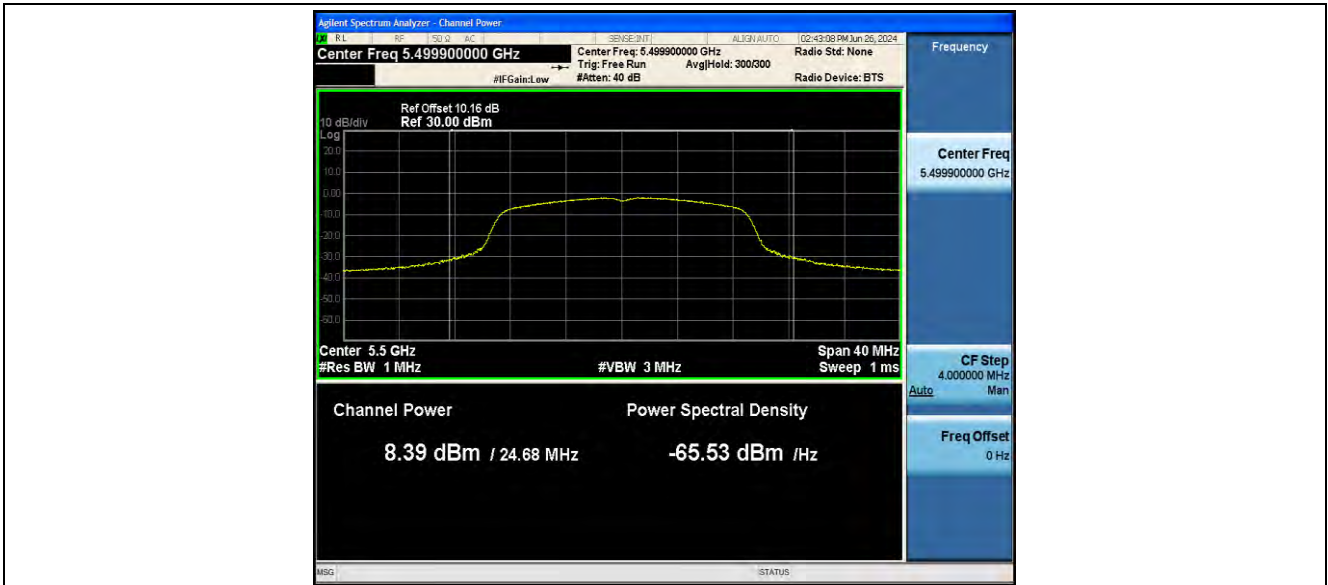 Agilent Spectrum Analyzer - Channel Power
RL RF 50 Ω AC SENSE:INT ALIGN AUTO 02:43:08 PM Jun 26, 2024
Center Freq 5.499900000 GHz
Center Freq: 5.499900000 GHz
Radio Std: None
Trig: Free Run Avg|Hold: 300/300
#IFGain:Low
#Atten: 40 dB
Radio Device: BTS
Frequency
Ref Offset 10.16 dB
10 dB/div Ref 30.00 dBm
Log
20.0
10.0
0.00
-10.0
-20.0
-30.0
-40.0
-50.0
-60.0
Center 5.5 GHz
Span 40 MHz
#Res BW 1 MHz
#VBW 3 MHz
Sweep 1 ms
Center Freq
5.499900000 GHz
CF Step
4.000000 MHz
Auto Man
Freq Offset
0 Hz
Channel Power
Power Spectral Density
8.39 dBm / 24.68 MHz
-65.53 dBm /Hz
MSG
STATUS